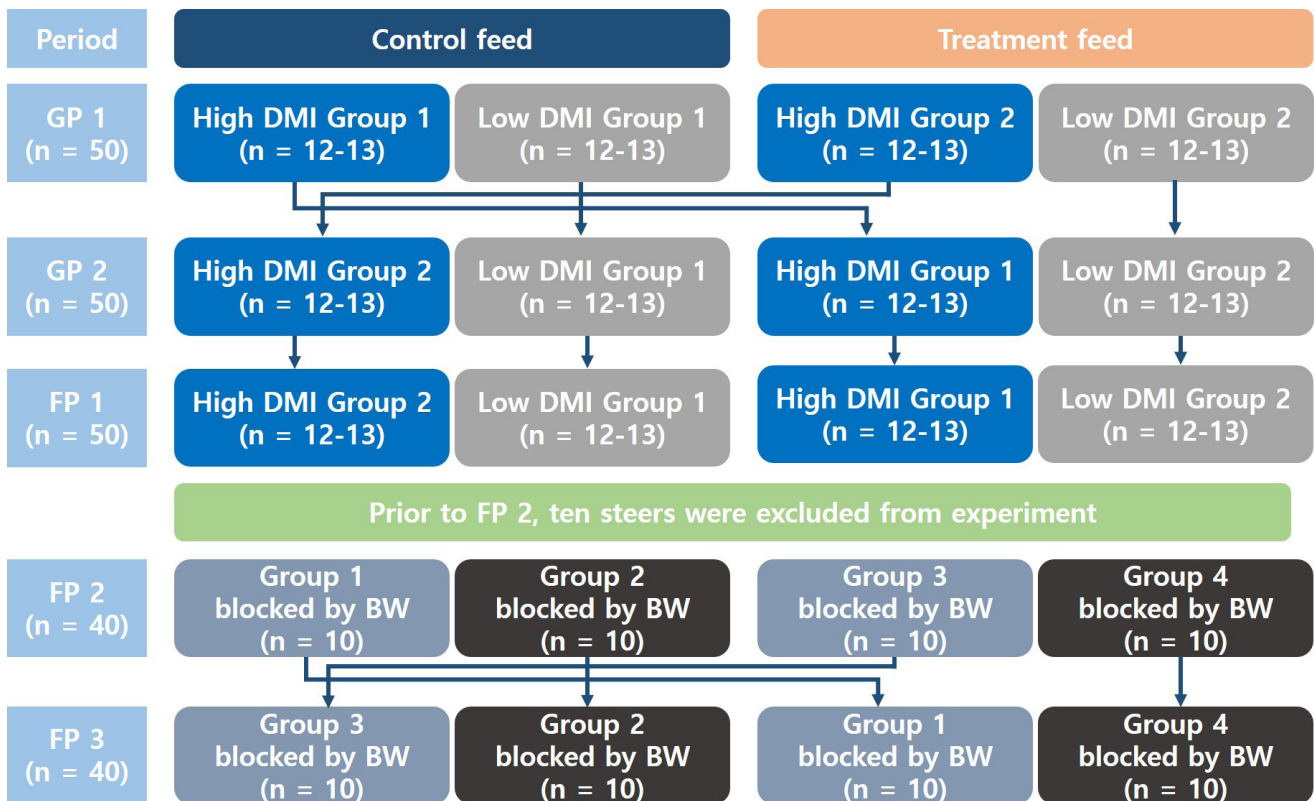 Period
Control feed
Treatment feed
GP 1
(n = 50)
High DMI Group 1
(n = 12-13)
Low DMI Group 1
(n = 12-13)
High DMI Group 2
(n = 12-13)
Low DMI Group 2
(n = 12-13)
GP 2
(n = 50)
High DMI Group 2
(n = 12-13)
Low DMI Group 1
(n = 12-13)
High DMI Group 1
(n = 12-13)
Low DMI Group 2
(n = 12-13)
FP 1
(n = 50)
High DMI Group 2
(n = 12-13)
Low DMI Group 1
(n = 12-13)
High DMI Group 1
(n = 12-13)
Low DMI Group 2
(n = 12-13)
Prior to FP 2, ten steers were excluded from experiment
FP 2
(n = 40)
Group 1
blocked by BW
(n = 10)
Group 2
blocked by BW
(n = 10)
Group 3
blocked by BW
(n = 10)
Group 4
blocked by BW
(n = 10)
FP 3
(n = 40)
Group 3
blocked by BW
(n = 10)
Group 2
blocked by BW
(n = 10)
Group 1
blocked by BW
(n = 10)
Group 4
blocked by BW
(n = 10)